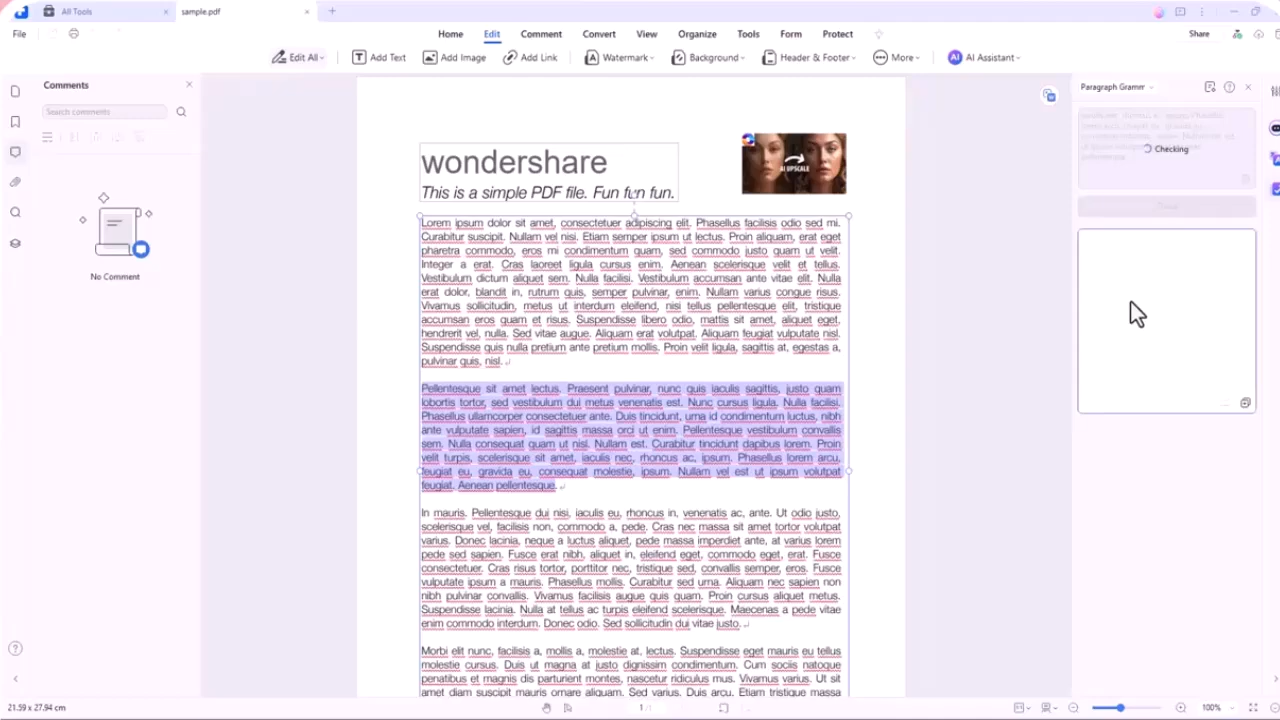 All Tools
sample.pdf
File
Home
Edit
Comment
Convert
View
Organize
Tools
Form
Protect
Share
Edit All
Add Text
Add Image
Add Link
Watermark
Background
Header & Footer
More
AI Assistant
Comments
Search comments
No Comment
wondershare
This is a simple PDF file. Fun fun fun.
AI UPSCALE
Lorem ipsum dolor sit amet, consectetuer adipiscing elit. Phasellus facilisis odio sed mi.
Curabitur suscipit. Nullam vel nisi. Etiam semper ipsum ut lectus. Proin aliquam, erat eget
pharetra commodo, eros mi condimentum quam, sed commodo justo quam ut velit.
Integer a erat. Cras laoreet ligula cursus enim. Aenean scelerisque velit et tellus.
Vestibulum dictum aliquet sem. Nulla facilisi. Vestibulum accumsan ante vitae elit. Nulla
erat dolor, blandit in, rutrum quis, semper pulvinar, enim. Nullam varius congue risus.
Vivamus sollicitudin, metus ut interdum eleifend, nisi tellus pellentesque elit, tristique
accumsan eros quam et risus. Suspendisse libero odio, mattis sit amet, aliquet eget,
hendrerit vel, nulla. Sed vitae augue. Aliquam erat volutpat. Aliquam feugiat vulputate nisl.
Suspendisse quis nulla pretium ante pretium mollis. Proin velit ligula, sagittis at, egestas a,
pulvinar quis, nisl.
Pellentesque sit amet lectus. Praesent pulvinar, nunc quis iaculis sagittis, justo quam
lobortis tortor, sed vestibulum dui metus venenatis est. Nunc cursus ligula. Nulla facilisi.
Phasellus ullamcorper consectetuer ante. Duis tincidunt, urna id condimentum luctus, nibh
ante vulputate sapien, id sagittis massa orci ut enim. Pellentesque vestibulum convallis
sem. Nulla consequat quam ut nisl. Nullam est. Curabitur tincidunt dapibus lorem. Proin
velit turpis, scelerisque sit amet, iaculis nec, rhoncus ac, ipsum. Phasellus lorem arcu,
feugiat eu, gravida eu, consequat molestie, ipsum. Nullam vel est ut ipsum volutpat
feugiat. Aenean pellentesque.
In mauris. Pellentesque dui nisi, iaculis eu, rhoncus in, venenatis ac, ante. Ut odio justo,
scelerisque vel, facilisis non, commodo a, pede. Cras nec massa sit amet tortor volutpat
varius. Donec lacinia, neque a luctus aliquet, pede massa imperdiet ante, at varius lorem
pede sed sapien. Fusce erat nibh, aliquet in, eleifend eget, commodo eget, erat. Fusce
consectetuer. Cras risus tortor, porttitor nec, tristique sed, convallis semper, eros. Fusce
vulputate ipsum a mauris. Phasellus mollis. Curabitur sed urna. Aliquam nec sapien non
nibh pulvinar convallis. Vivamus facilisis augue quis quam. Proin cursus aliquet metus.
Suspendisse lacinia. Nulla at tellus ac turpis eleifend scelerisque. Maecenas a pede vitae
enim commodo interdum. Donec odio. Sed sollicitudin dui vitae justo.
Morbi elit nunc, facilisis a, mollis a, molestie at, lectus. Suspendisse eget mauris eu tellus
molestie cursus. Duis ut magna at justo dignissim condimentum. Cum sociis natoque
penatibus et magnis dis parturient montes, nascetur ridiculus mus. Vivamus varius. Ut sit
amet diam suscipit mauris ornare aliquam. Sed varius. Duis arcu. Etiam tristique massa
Paragraph Gramm
Checking
21.59 x 27.94 cm
1 /1
100%